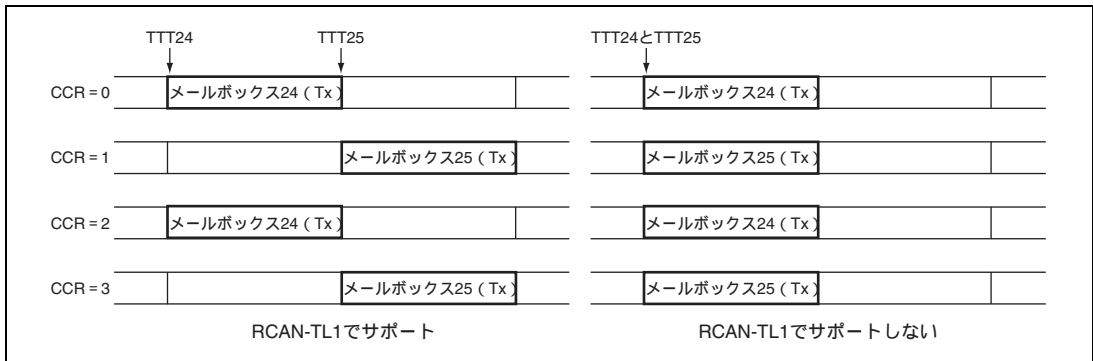 TTT24 TTT25 TTT24とTTT25
CCR = 0 メールボックス24 ( Tx ) メールボックス24 ( Tx )
CCR = 1 メールボックス25 ( Tx ) メールボックス25 ( Tx )
CCR = 2 メールボックス24 ( Tx ) メールボックス24 ( Tx )
CCR = 3 メールボックス25 ( Tx ) メールボックス25 ( Tx )
RCAN-TL1でサポート RCAN-TL1でサポートしない